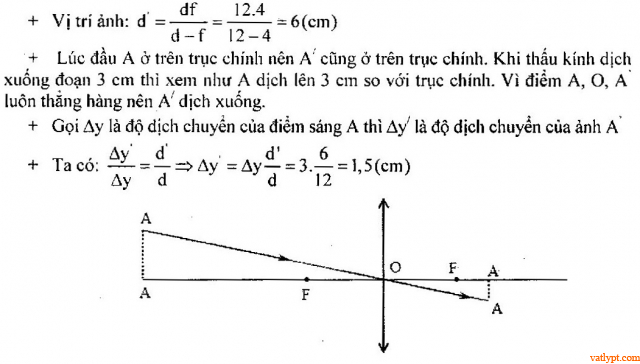 + Vị trí ảnh: d' = df / (d – f) = 12.4 / (12 – 4) = 6 (cm)
+ Lúc đầu A ở trên trục chính nên A' cũng ở trên trục chính. Khi thấu kính dịch
xuống đoạn 3 cm thì xem như A dịch lên 3 cm so với trục chính. Vì điểm A, O, A'
luôn thẳng hàng nên A' dịch xuống.
+ Gọi Δy là độ dịch chuyển của điểm sáng A thì Δy' là độ dịch chuyển của ảnh A'
+ Ta có: Δy' / Δy = d' / d ⇒ Δy' = Δy d' / d = 3. 6 / 12 = 1,5 (cm)
A
O F A
A F A
vatlypt.com